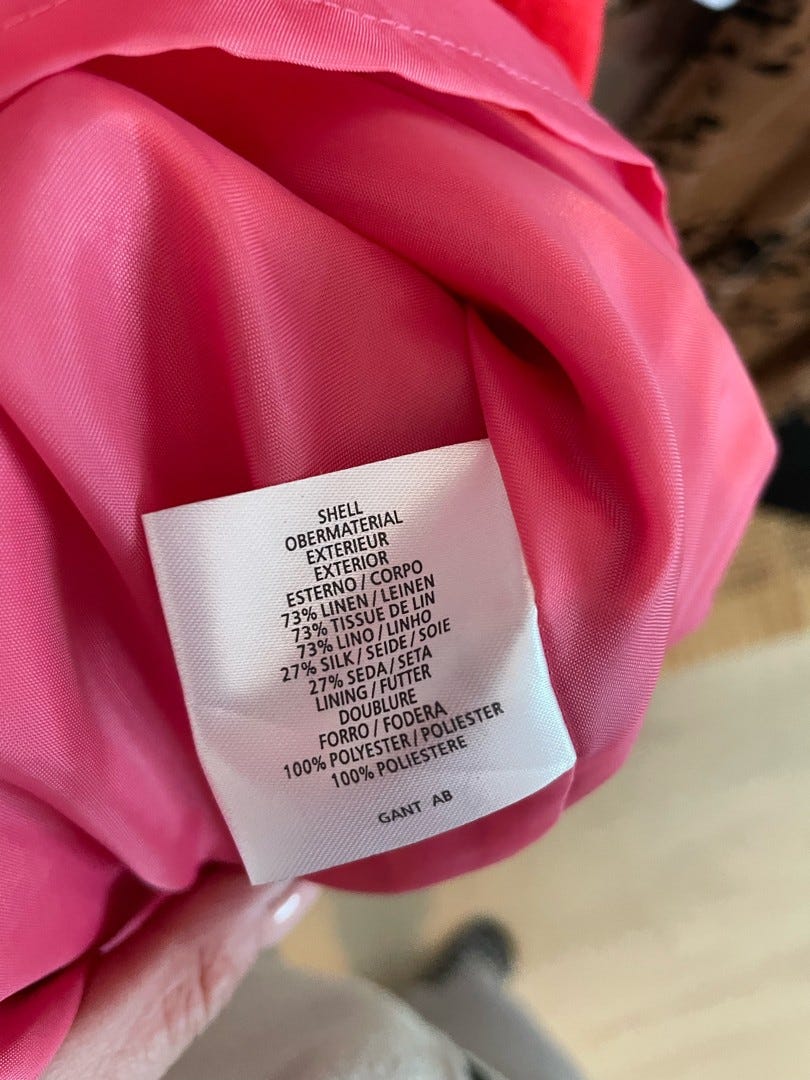 SHELL
OBERMATERIAL
EXTERIEUR
EXTERIOR
ESTERNO / CORPO
73% LINEN / LEINEN
73% TISSUE DE LIN
73% LINO / LINHO
27% SILK / SEIDE / SOIE
27% SEDA / SETA
LINING / FUTTER
DOUBLURE
FORRO / FODERA
100% POLYESTER / POLIESTER
100% POLIESTERE
GANT AB